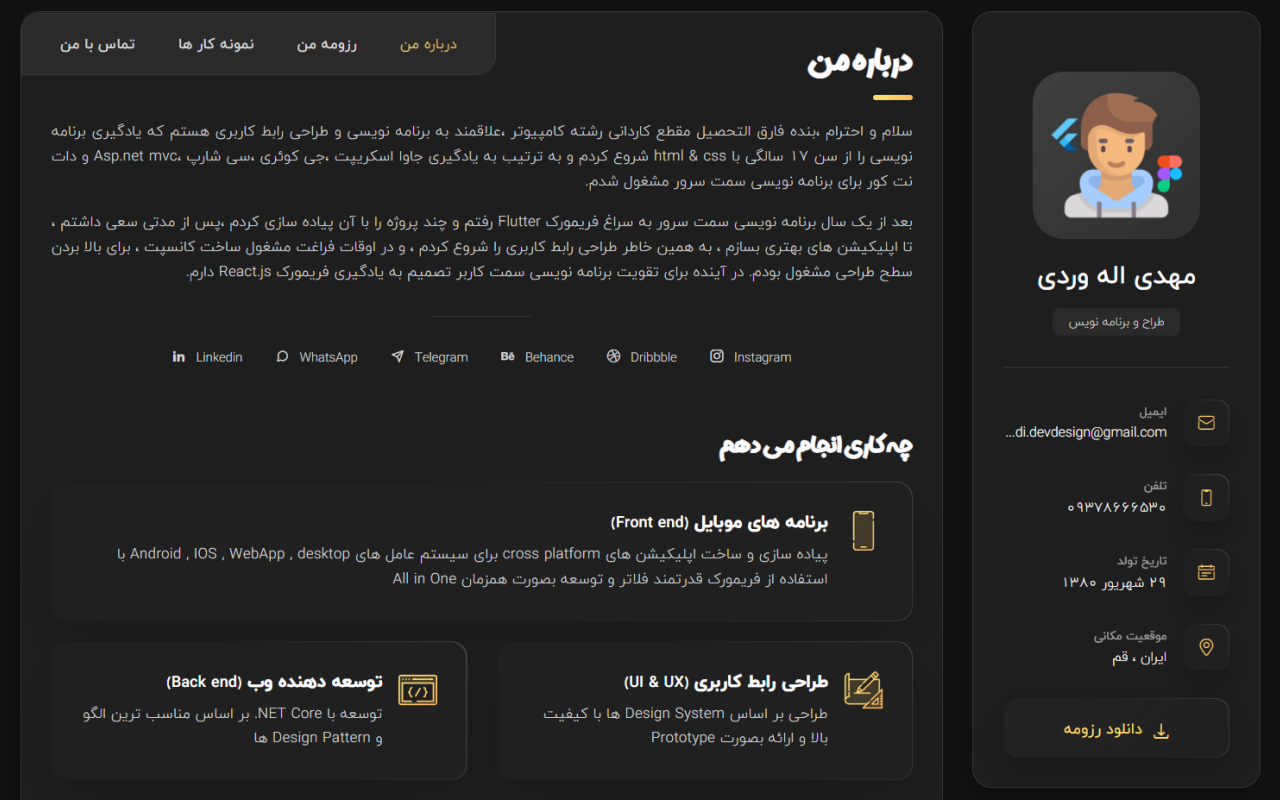 درباره من
رزومه من
نمونه کار ها
تماس با من
درباره من
سلام و احترام ،بنده فارق التحصیل مقطع کاردانی رشته کامپیوتر ،علاقمند به برنامه نویسی و طراحی رابط کاربری هستم که یادگیری برنامه
نویسی را از سن ۱۷ سالگی با html & css شروع کردم و به ترتیب به یادگیری جاوا اسکریپت ،جی کوئری ،سی شارپ ،Asp.net mvc و دات
نت کور برای برنامه نویسی سمت سرور مشغول شدم.
بعد از یک سال برنامه نویسی سمت سرور به سراغ فریمورک Flutter رفتم و چند پروژه را با آن پیاده سازی کردم ،پس از مدتی سعی داشتم ،
تا اپلیکیشن های بهتری بسازم ، به همین خاطر طراحی رابط کاربری را شروع کردم ، و در اوقات فراغت مشغول ساخت کانسپت ، برای بالا بردن
سطح طراحی مشغول بودم. در آینده برای تقویت برنامه نویسی سمت کاربر تصمیم به یادگیری فریمورک React.js دارم.
Instagram
Dribbble
Bē Behance
Telegram
WhatsApp
in Linkedin
چه کاری انجام می دهم
برنامه های موبایل (Front end)
پیاده سازی و ساخت اپلیکیشن های cross platform برای سیستم عامل های Android , IOS , WebApp , desktop با
استفاده از فریمورک قدرتمند فلاتر و توسعه بصورت همزمان All in One
طراحی رابط کاربری (UI & UX)
طراحی بر اساس Design System ها با کیفیت
بالا و ارائه بصورت Prototype
توسعه دهنده وب (Back end)
توسعه با NET Core. بر اساس مناسب ترین الگو
و Design Pattern ها
مهدی اله وردی
طراح و برنامه نویس
ایمیل
...di.devdesign@gmail.com
تلفن
۰۹۳۷۸۶۶۶۵۳۰
تاریخ تولد
۲۹ شهریور ۱۳۸۰
موقعیت مکانی
ایران ، قم
دانلود رزومه